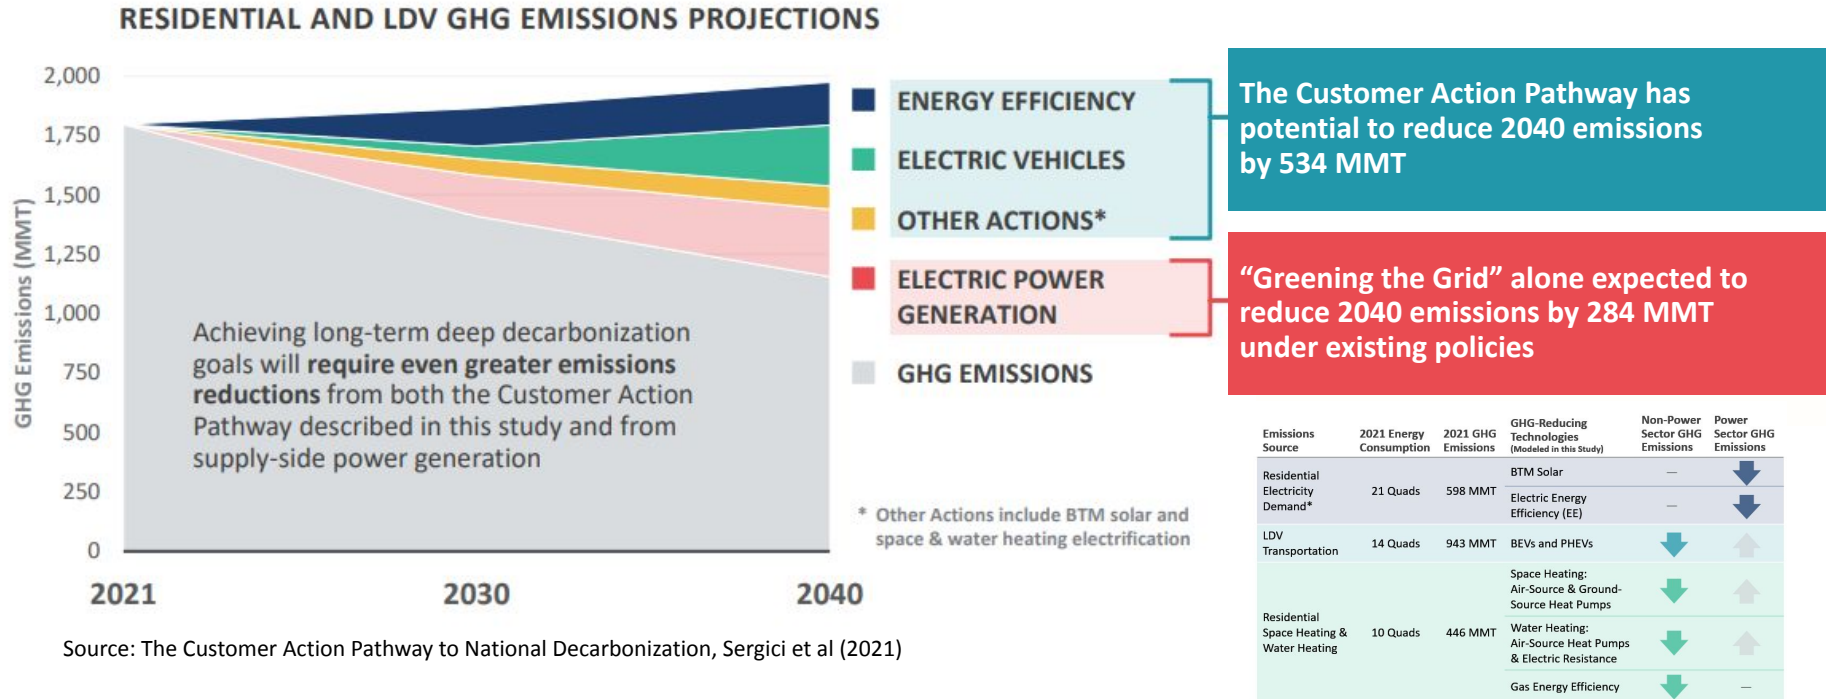 RESIDENTIAL AND LDV GHG EMISSIONS PROJECTIONS
GHG Emissions (MMT)
2,000
1,750
1,500
1,250
1,000
750
500
250
0
2021
2030
2040
Achieving long-term deep decarbonization
goals will require even greater emissions
reductions from both the Customer Action
Pathway described in this study and from
supply-side power generation
ENERGY EFFICIENCY
ELECTRIC VEHICLES
OTHER ACTIONS*
ELECTRIC POWER
GENERATION
GHG EMISSIONS
* Other Actions include BTM solar and
space & water heating electrification
The Customer Action Pathway has
potential to reduce 2040 emissions
by 534 MMT
“Greening the Grid” alone expected to
reduce 2040 emissions by 284 MMT
under existing policies
Emissions
Source
2021 Energy
Consumption
2021 GHG
Emissions
GHG-Reducing
Technologies
(Modeled in this Study)
Non-Power
Sector GHG
Emissions
Power
Sector GHG
Emissions
Residential
Electricity
Demand*
21 Quads
598 MMT
BTM Solar
—
Electric Energy
Efficiency (EE)
—
LDV
Transportation
14 Quads
943 MMT
BEVs and PHEVs
Residential
Space Heating &
Water Heating
10 Quads
446 MMT
Space Heating:
Air-Source & Ground-
Source Heat Pumps
Water Heating:
Air-Source Heat Pumps
& Electric Resistance
Gas Energy Efficiency
—
Source: The Customer Action Pathway to National Decarbonization, Sergici et al (2021)